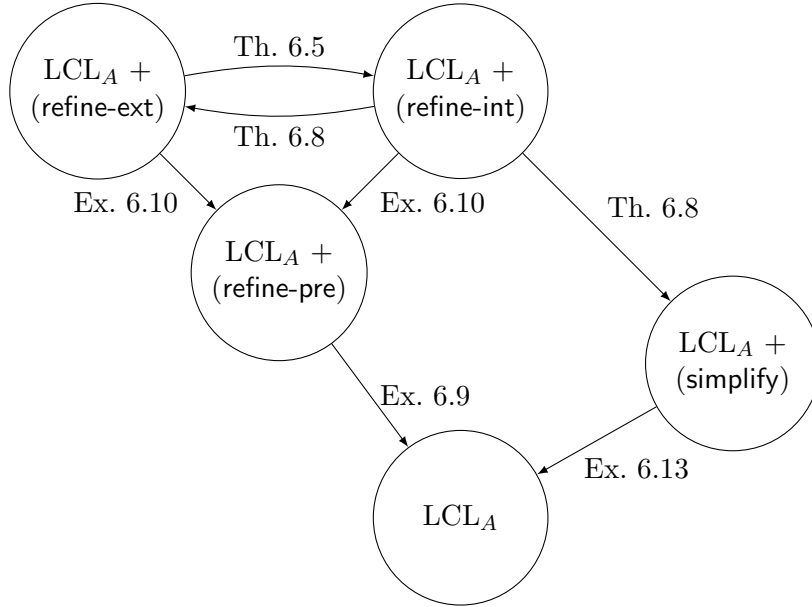 Th. 6.5
LCL_A +
(refine-ext)
LCL_A +
(refine-int)
Th. 6.8
Ex. 6.10
Ex. 6.10
Th. 6.8
LCL_A +
(refine-pre)
LCL_A +
(simplify)
Ex. 6.9
Ex. 6.13
LCL_A